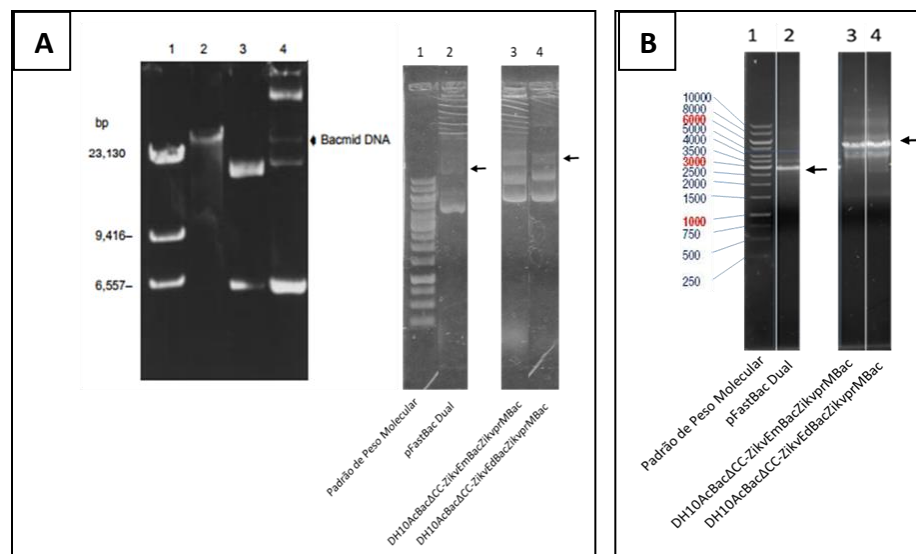 A
1 2 3 4
bp
23,130
9,416–
6,557–
Bacmid DNA
1 2 3 4
Padrão de Peso Molecular
pFastBac Dual
DH10AcBacΔCC-ZikvEmBacZikvprMBac
DH10AcBacΔCC-ZikvEdBacZikvprMBac
B
1 2 3 4
10000
8000
6000
5000
4000
3500
3000
2500
2000
1500
1000
750
500
250
Padrão de Peso Molecular
pFastBac Dual
DH10AcBacΔCC-ZikvEmBacZikvprMBac
DH10AcBacΔCC-ZikvEdBacZikvprMBac